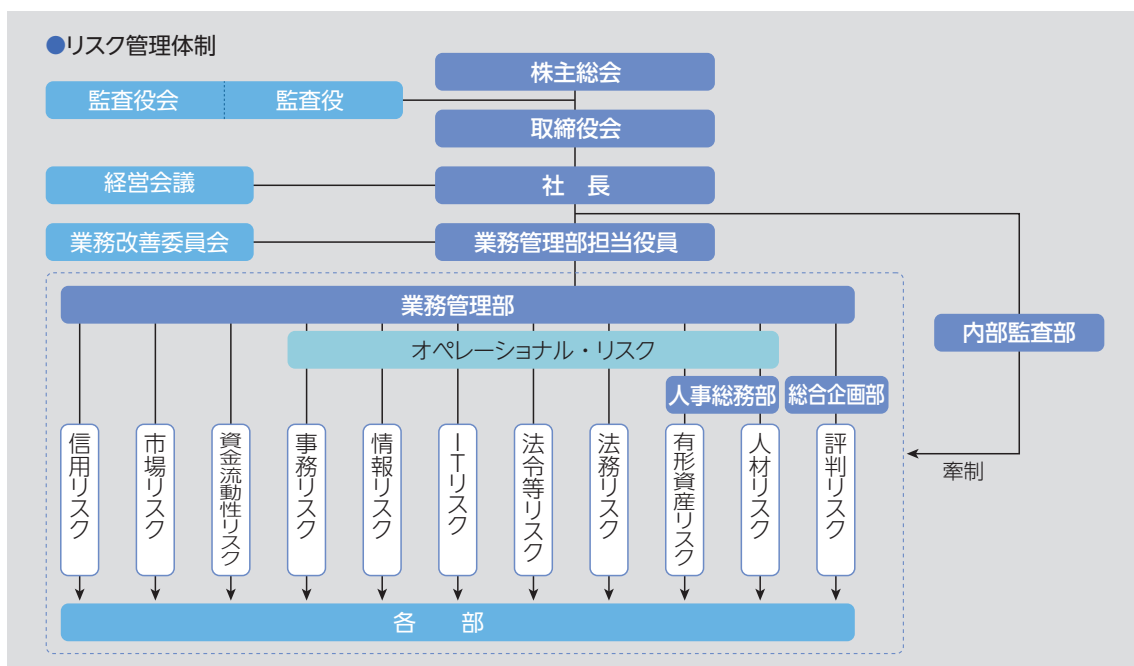 ●リスク管理体制
株主総会
監査役会 監査役
取締役会
経営会議
社 長
業務改善委員会
業務管理部担当役員
業務管理部
内部監査部
オペレーショナル・リスク
人事総務部
総合企画部
信用リスク
市場リスク
資金流動性リスク
事務リスク
情報リスク
ITリスク
法令等リスク
法務リスク
有形資産リスク
人材リスク
評判リスク
牽制
各 部